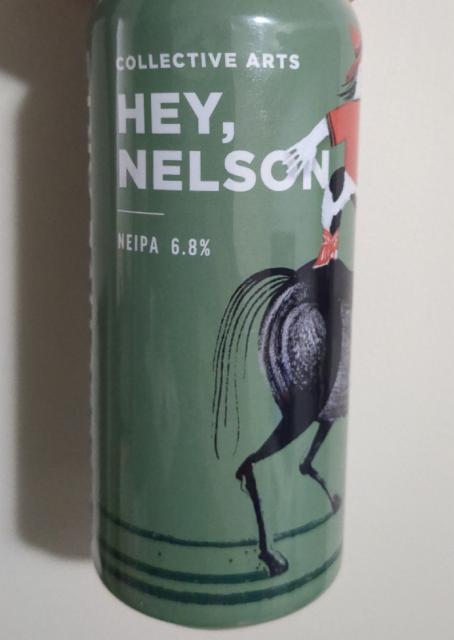 COLLECTIVE ARTS
HEY,
NELSON
NEIPA 6.8%